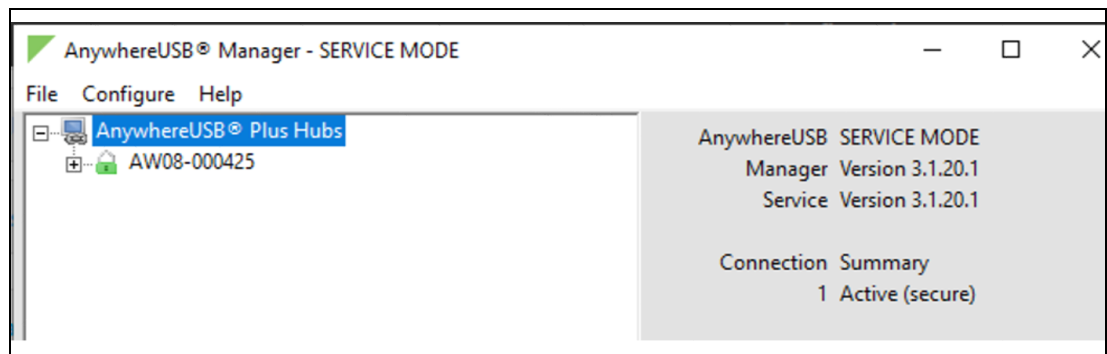 AnywhereUSB® Manager - SERVICE MODE
File Configure Help
AnywhereUSB® Plus Hubs
AW08-000425
AnywhereUSB SERVICE MODE
Manager Version 3.1.20.1
Service Version 3.1.20.1
Connection Summary
1 Active (secure)